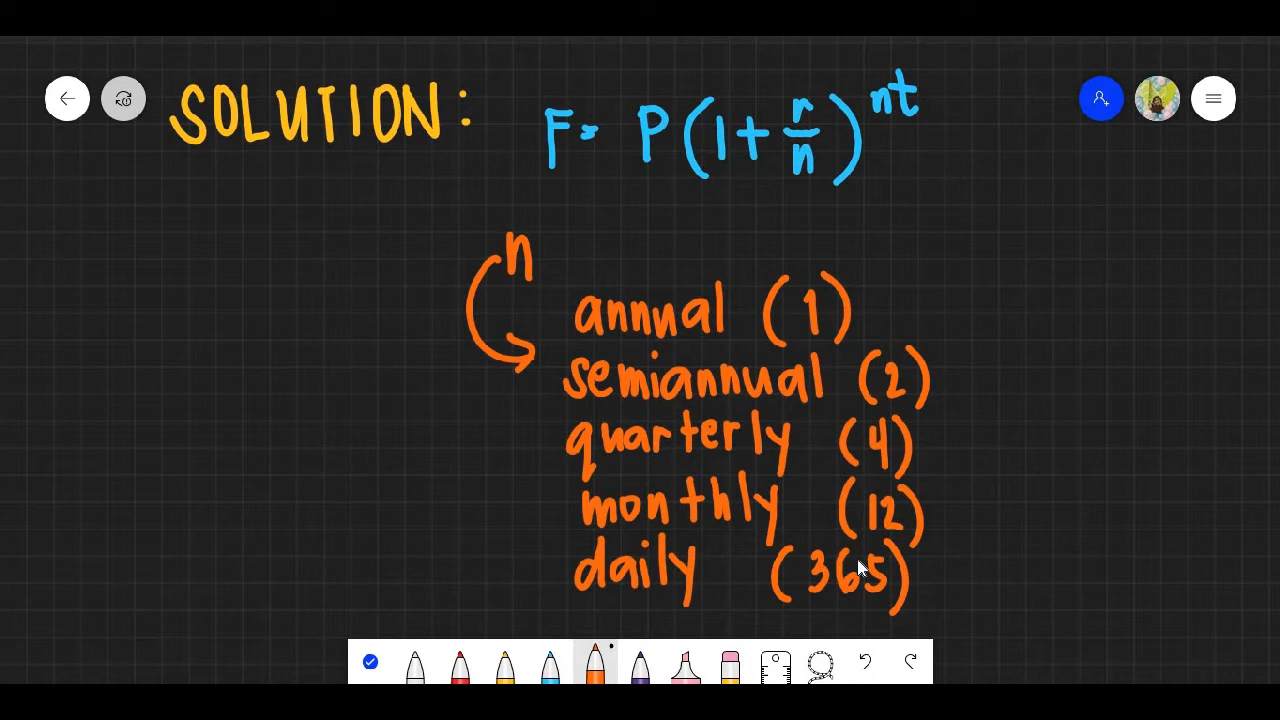 SOLUTION: F= P(1+r/n)^nt
n
annual (1)
semiannual (2)
quarterly (4)
monthly (12)
daily (365)